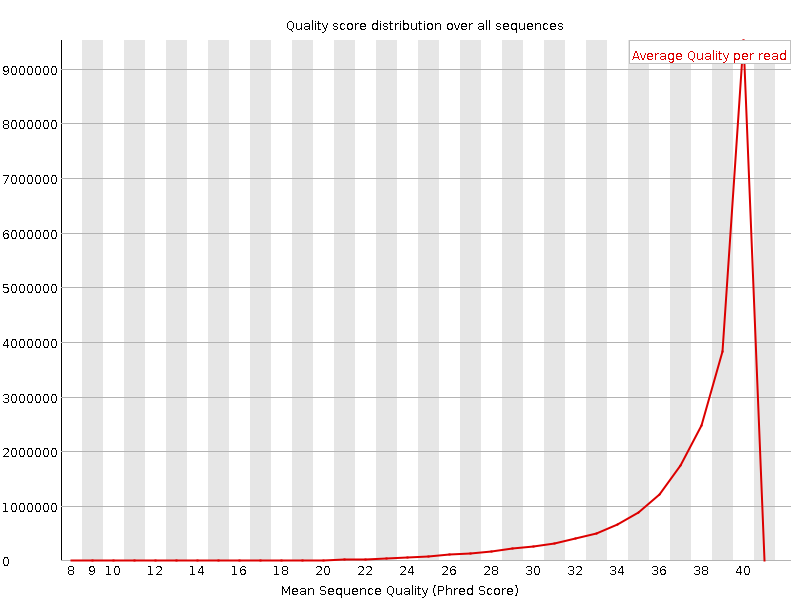 Quality score distribution over all sequences
Average Quality per read
9000000
8000000
7000000
6000000
5000000
4000000
3000000
2000000
1000000
0
8 9 10 12 14 16 18 20 22 24 26 28 30 32 34 36 38 40
Mean Sequence Quality (Phred Score)